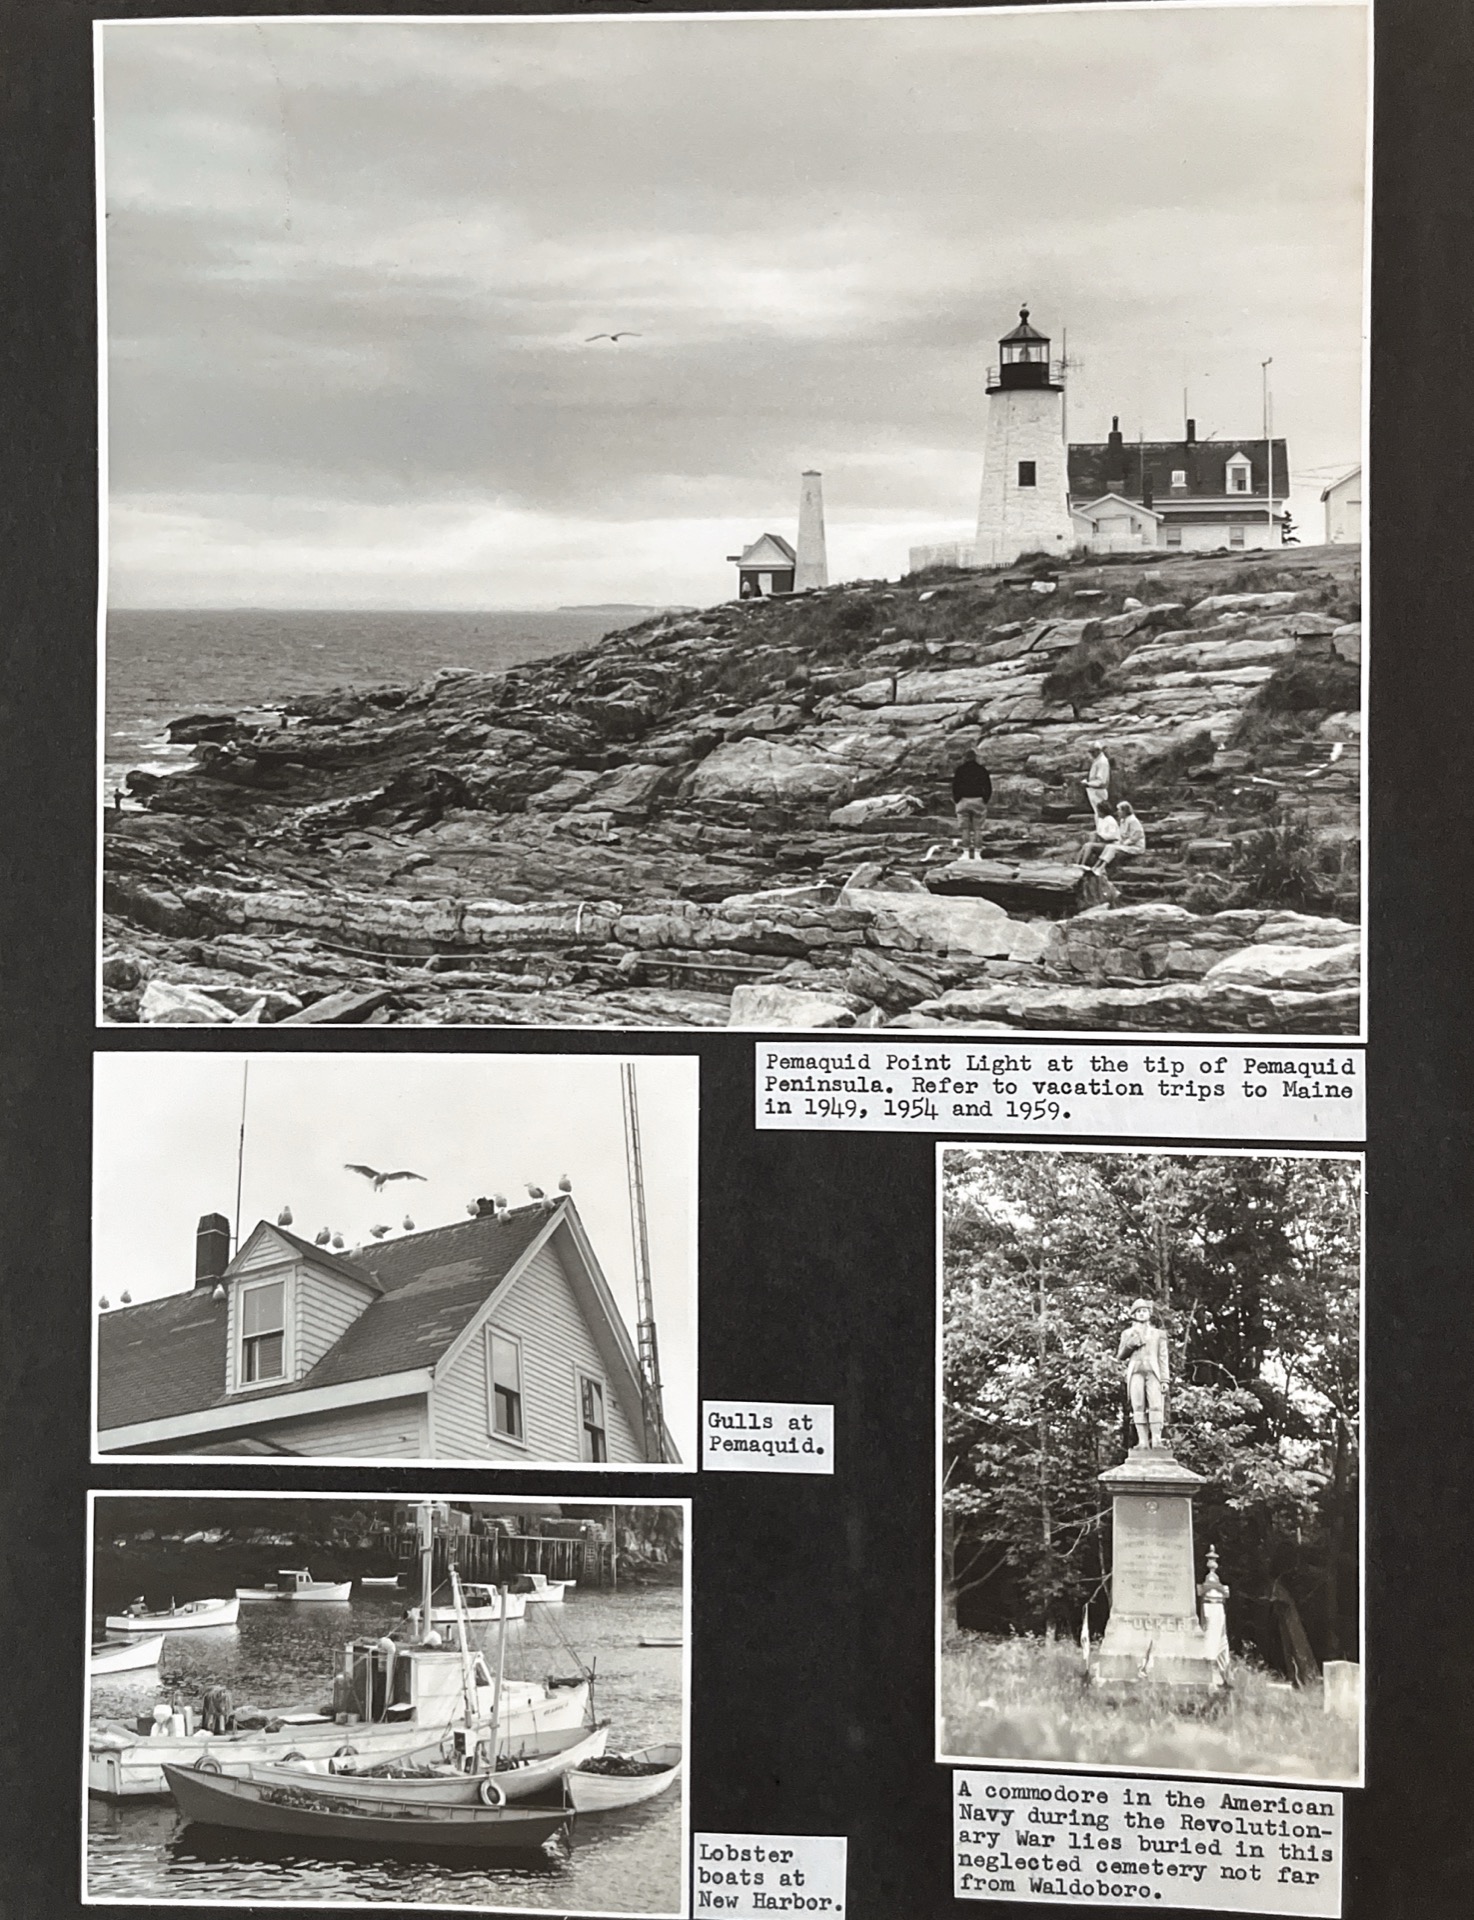 Pemaquid Point Light at the tip of Pemaquid
Peninsula. Refer to vacation trips to Maine
in 1949, 1954 and 1959.
Gulls at
Pemaquid.
TUCKER
A commodore in the American
Navy during the Revolution-
ary War lies buried in this
neglected cemetery not far
from Waldoboro.
Lobster
boats at
New Harbor.